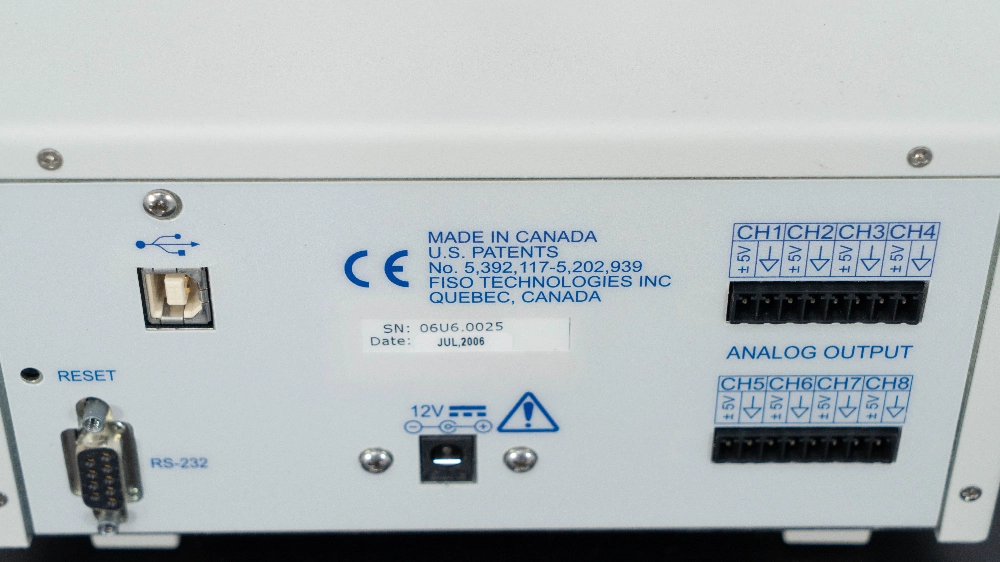 MADE IN CANADA
U.S. PATENTS
No. 5,392,117-5,202,939
FISO TECHNOLOGIES INC
QUEBEC, CANADA
CE
SN: 06U6.0025
Date: JUL,2006
RESET
RS-232
12V
CH1 CH2 CH3 CH4
± 5V ± 5V ± 5V ± 5V
ANALOG OUTPUT
CH5 CH6 CH7 CH8
± 5V ± 5V ± 5V ± 5V